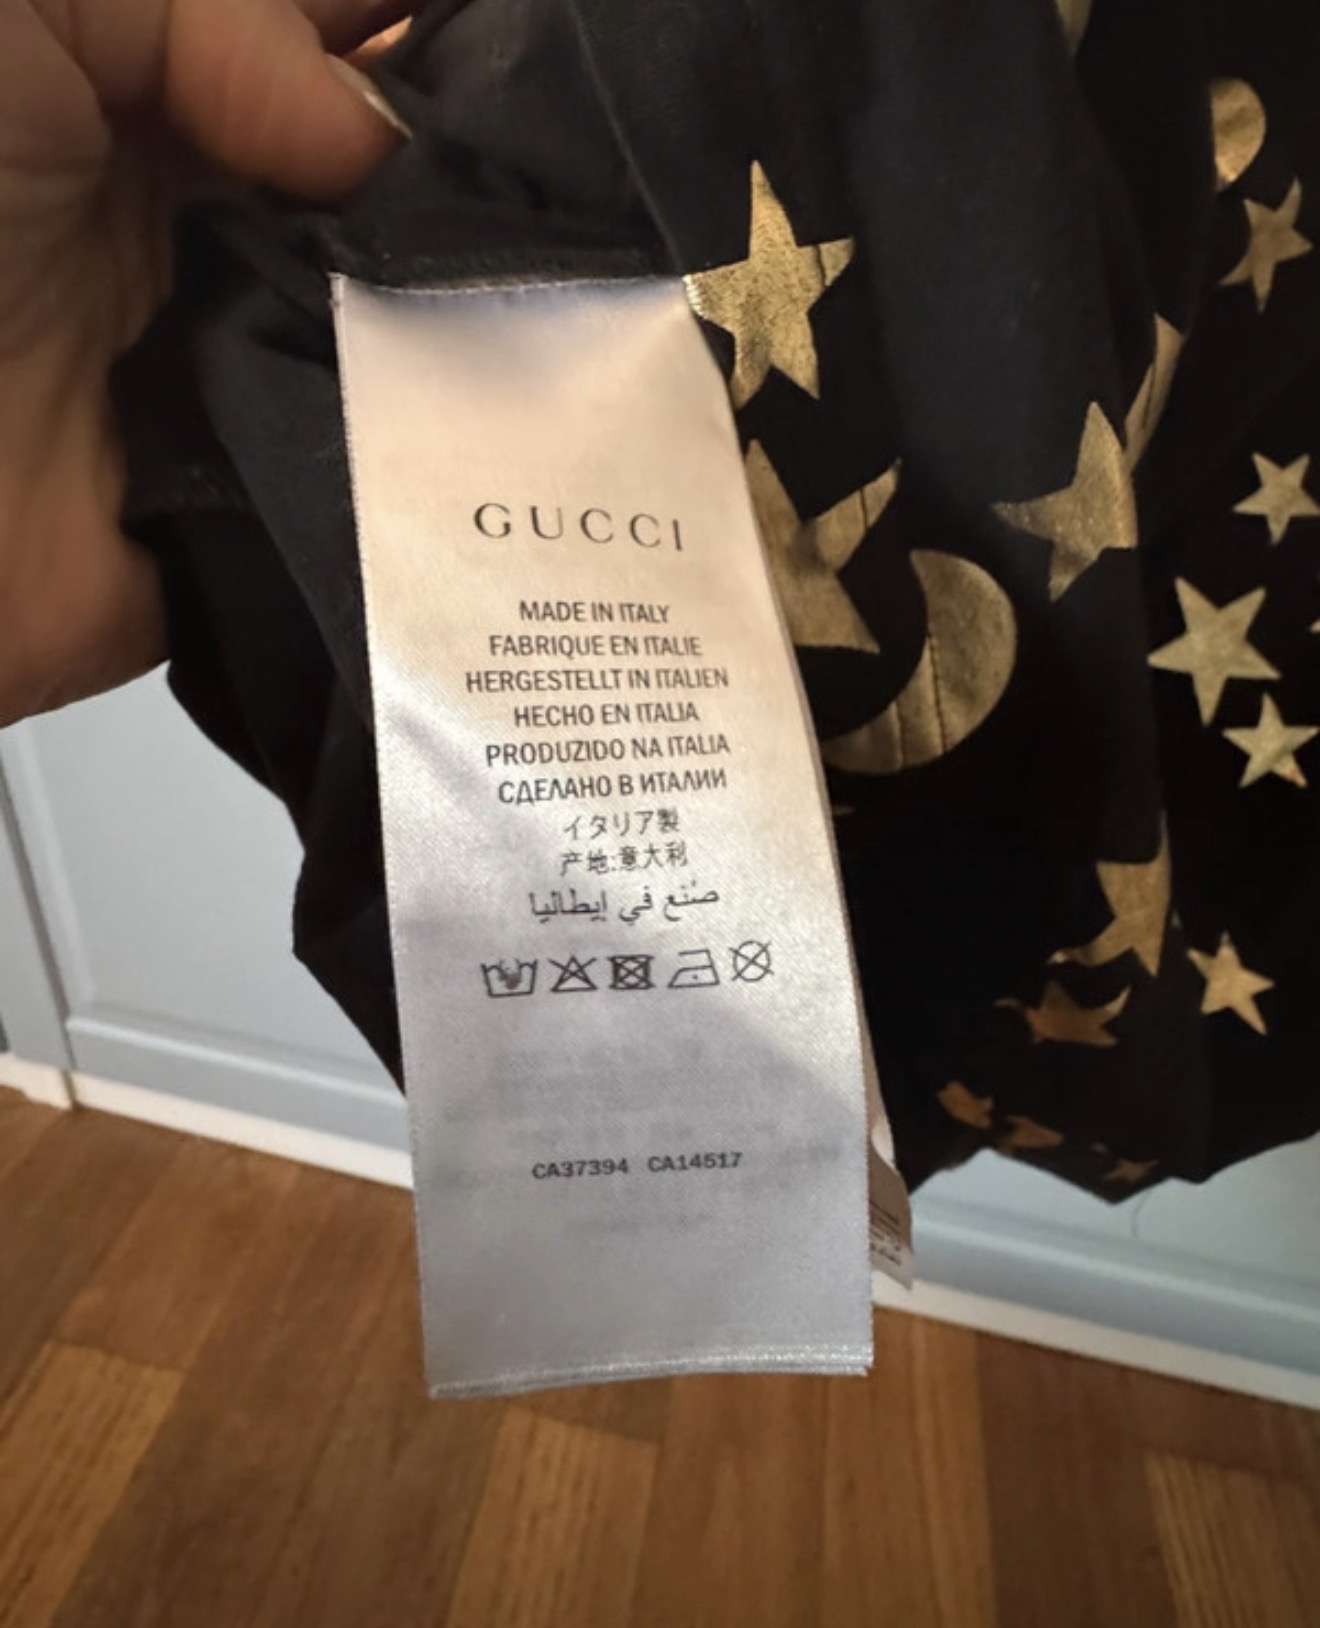 GUCCI
MADE IN ITALY
FABRIQUE EN ITALIE
HERGESTELLT IN ITALIEN
HECHO EN ITALIA
PRODUZIDO NA ITALIA
СДЕЛАНО В ИТАЛИИ
イタリア製
产地:意大利
صُنع في إيطاليا
CA37394 CA14517